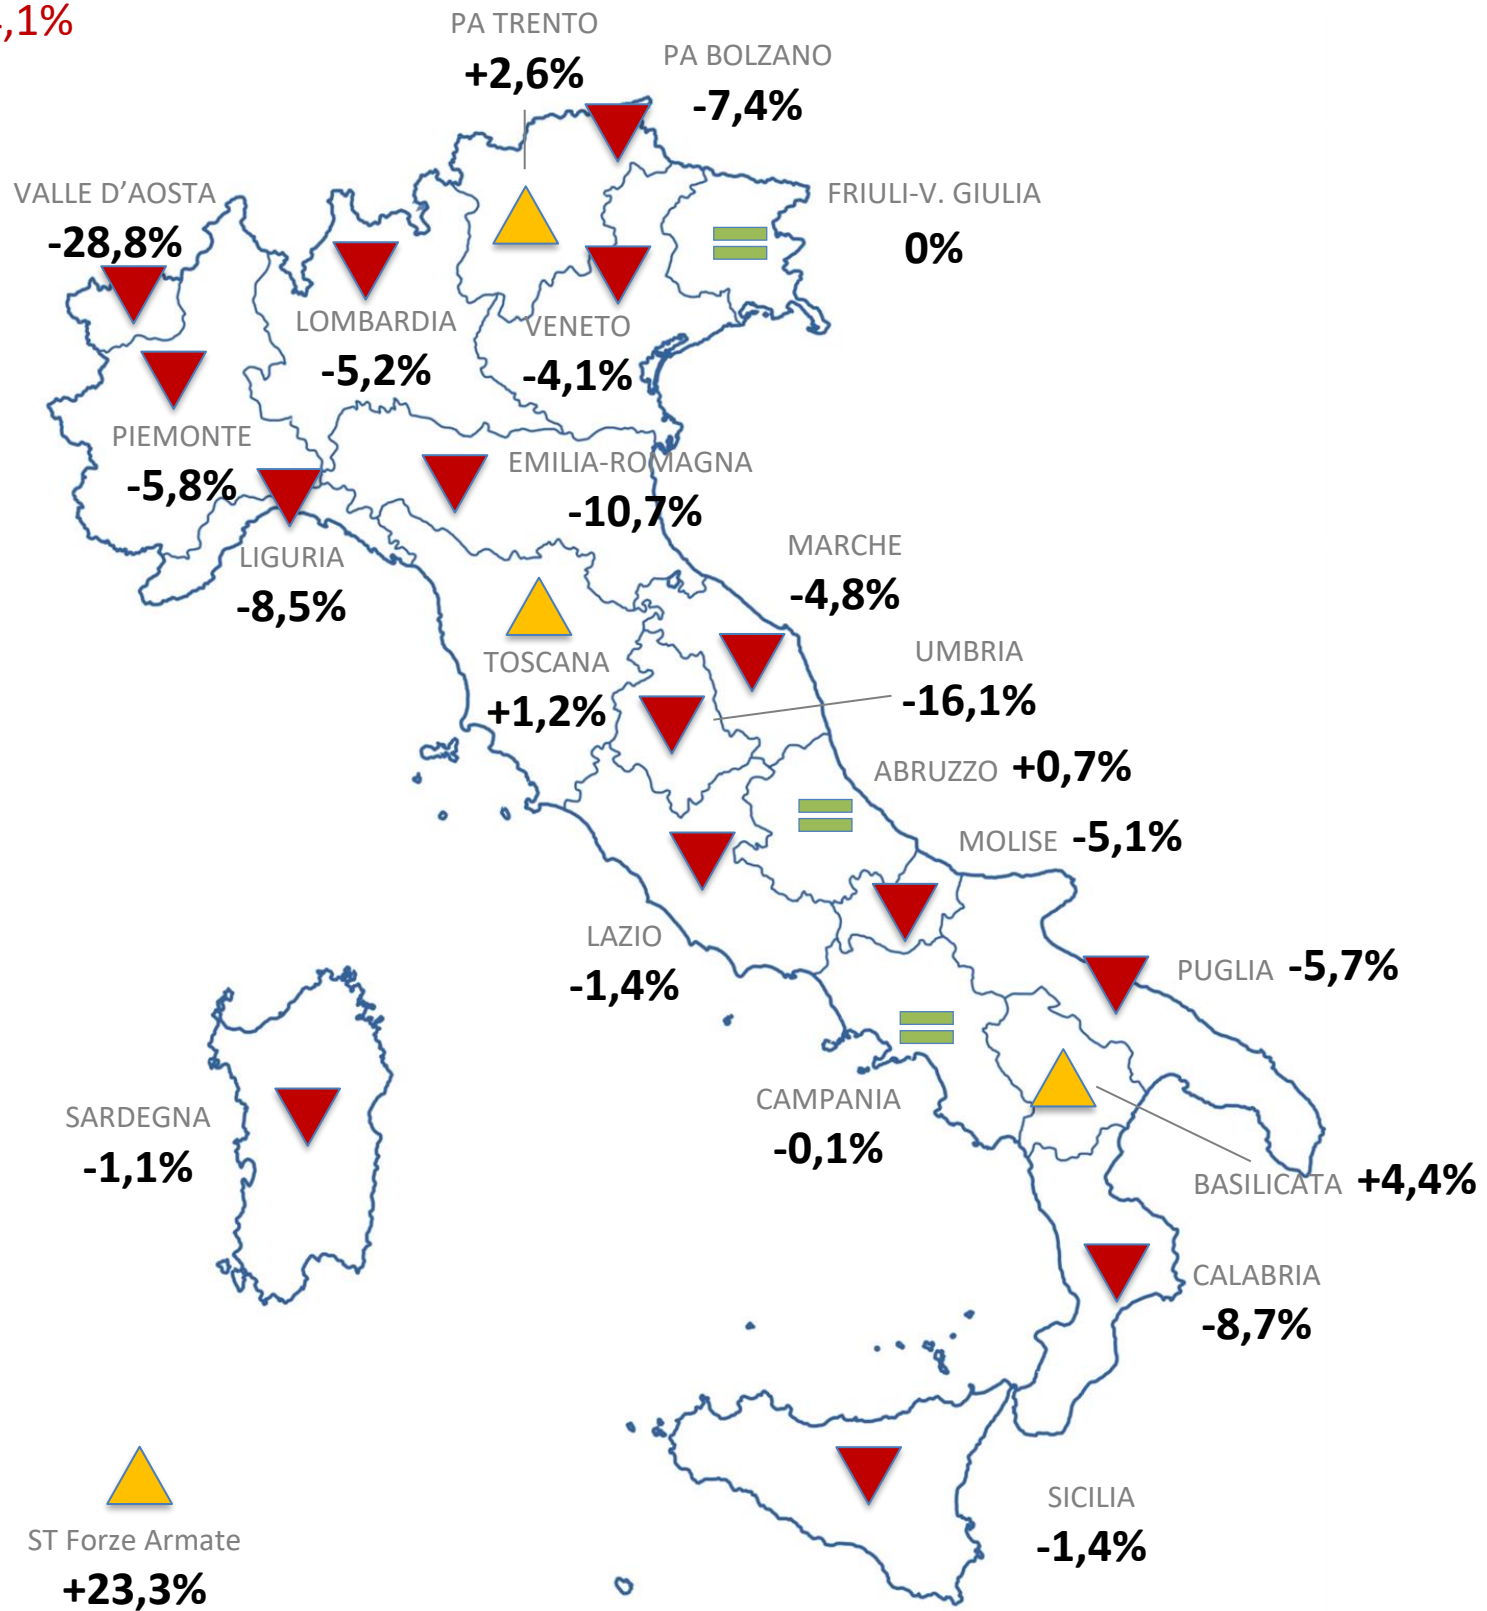 ,1%
PA TRENTO
+2,6%
PA BOLZANO
-7,4%
VALLE D’AOSTA
-28,8%
FRIULI-V. GIULIA
0%
LOMBARDIA
-5,2%
VENETO
-4,1%
PIEMONTE
-5,8%
EMILIA-ROMAGNA
-10,7%
LIGURIA
-8,5%
MARCHE
-4,8%
TOSCANA
+1,2%
UMBRIA
-16,1%
ABRUZZO +0,7%
MOLISE -5,1%
LAZIO
-1,4%
PUGLIA -5,7%
CAMPANIA
-0,1%
SARDEGNA
-1,1%
BASILICATA +4,4%
CALABRIA
-8,7%
SICILIA
-1,4%
ST Forze Armate
+23,3%